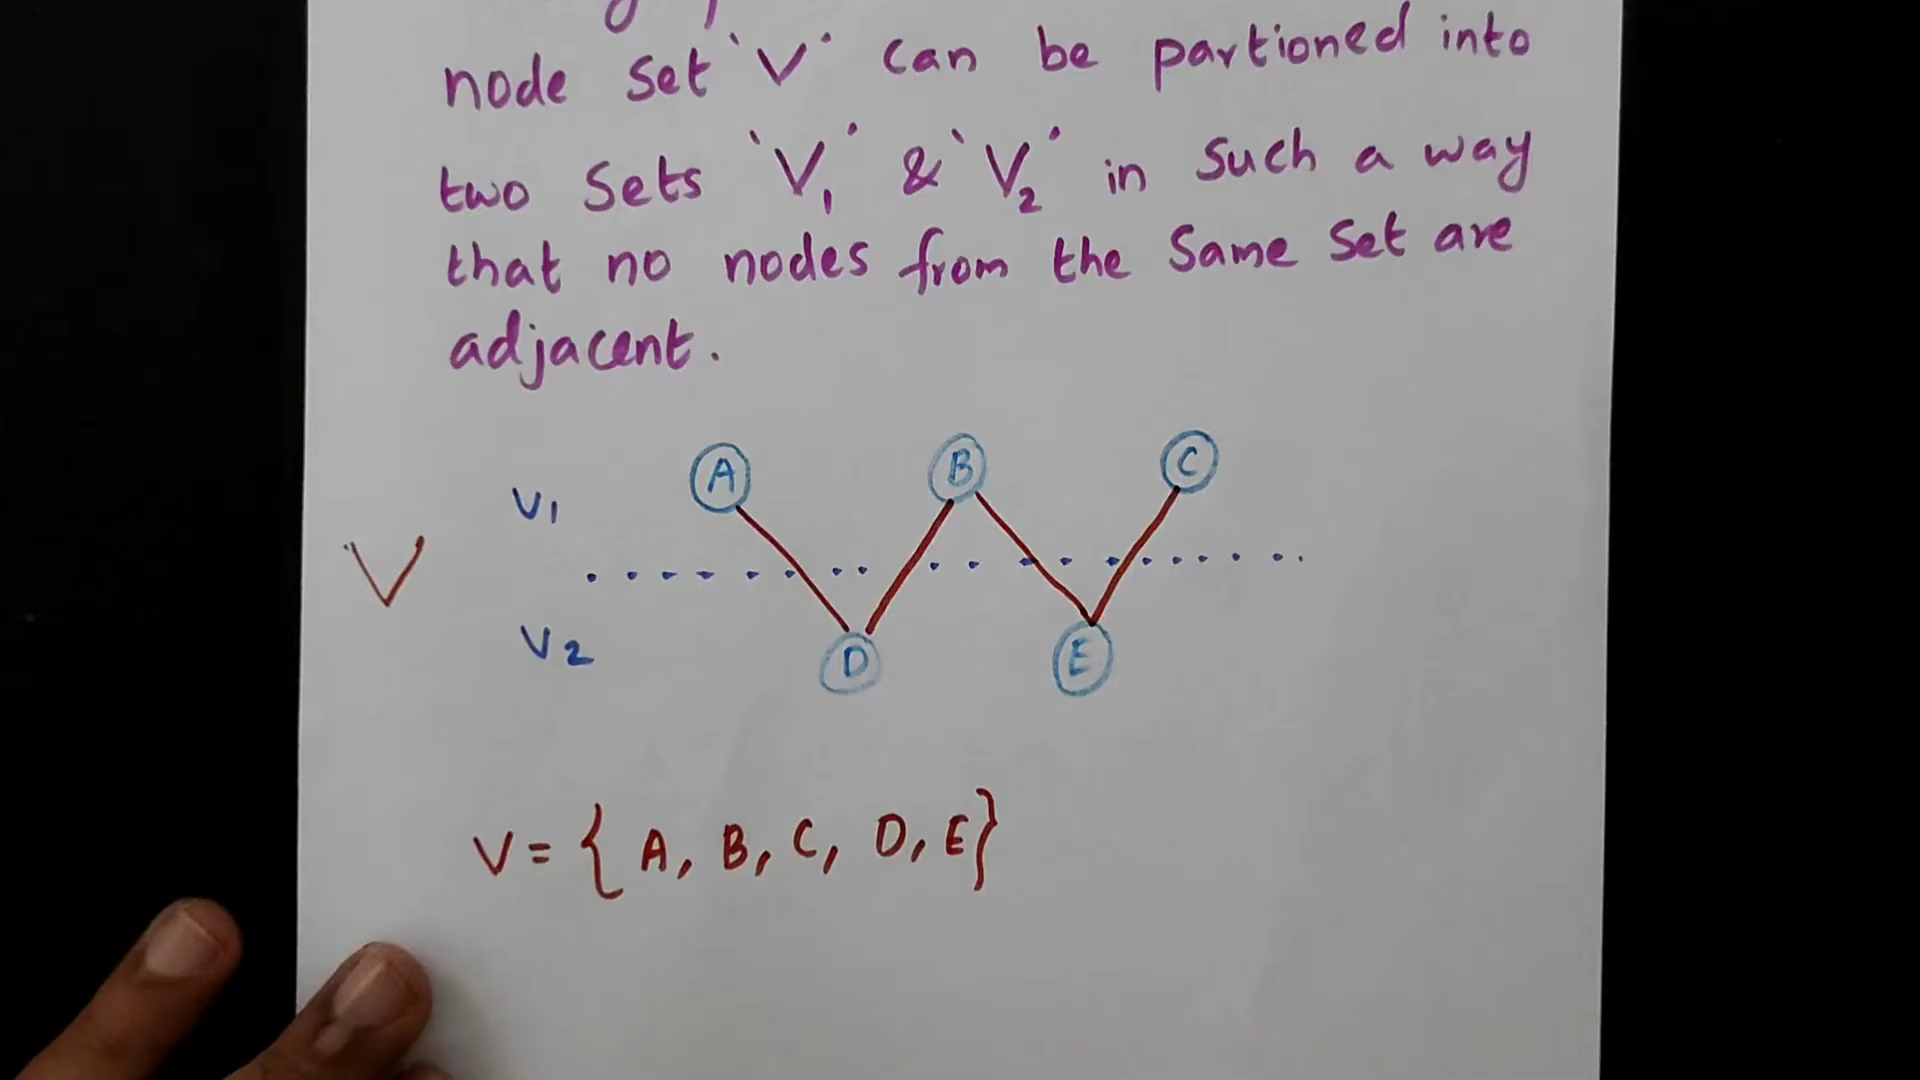 node set 'V' can be partioned into
two sets 'V₁' & 'V₂' in such a way
that no nodes from the same set are
adjacent.
A B C
V₁
V
V₂
D E
V = { A, B, C, D, E }